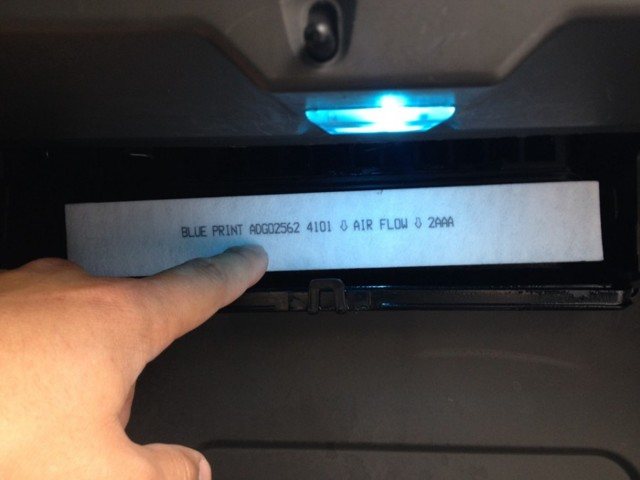 BLUE PRINT ADG02562 4101 ⇩ AIR FLOW ⇩ 2AAA